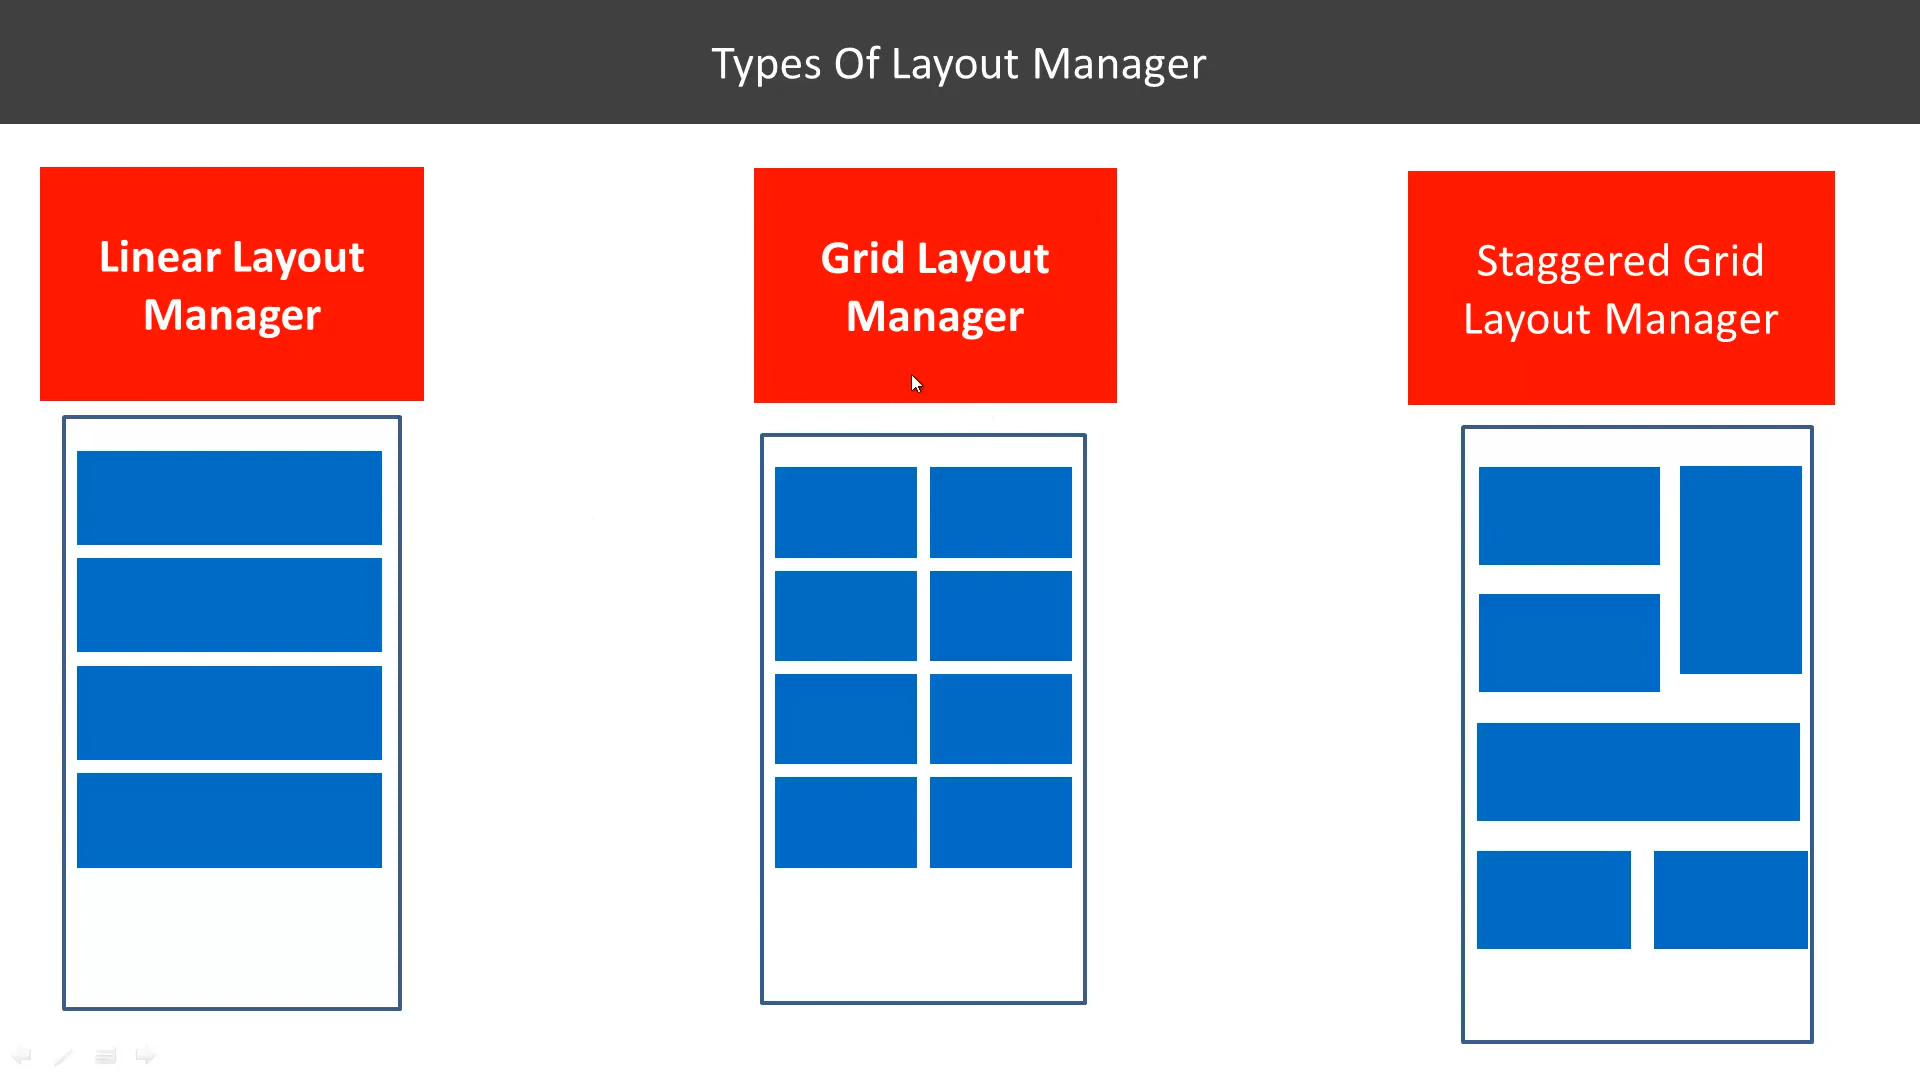 Types Of Layout Manager
Linear Layout
Manager
Grid Layout
Manager
Staggered Grid
Layout Manager